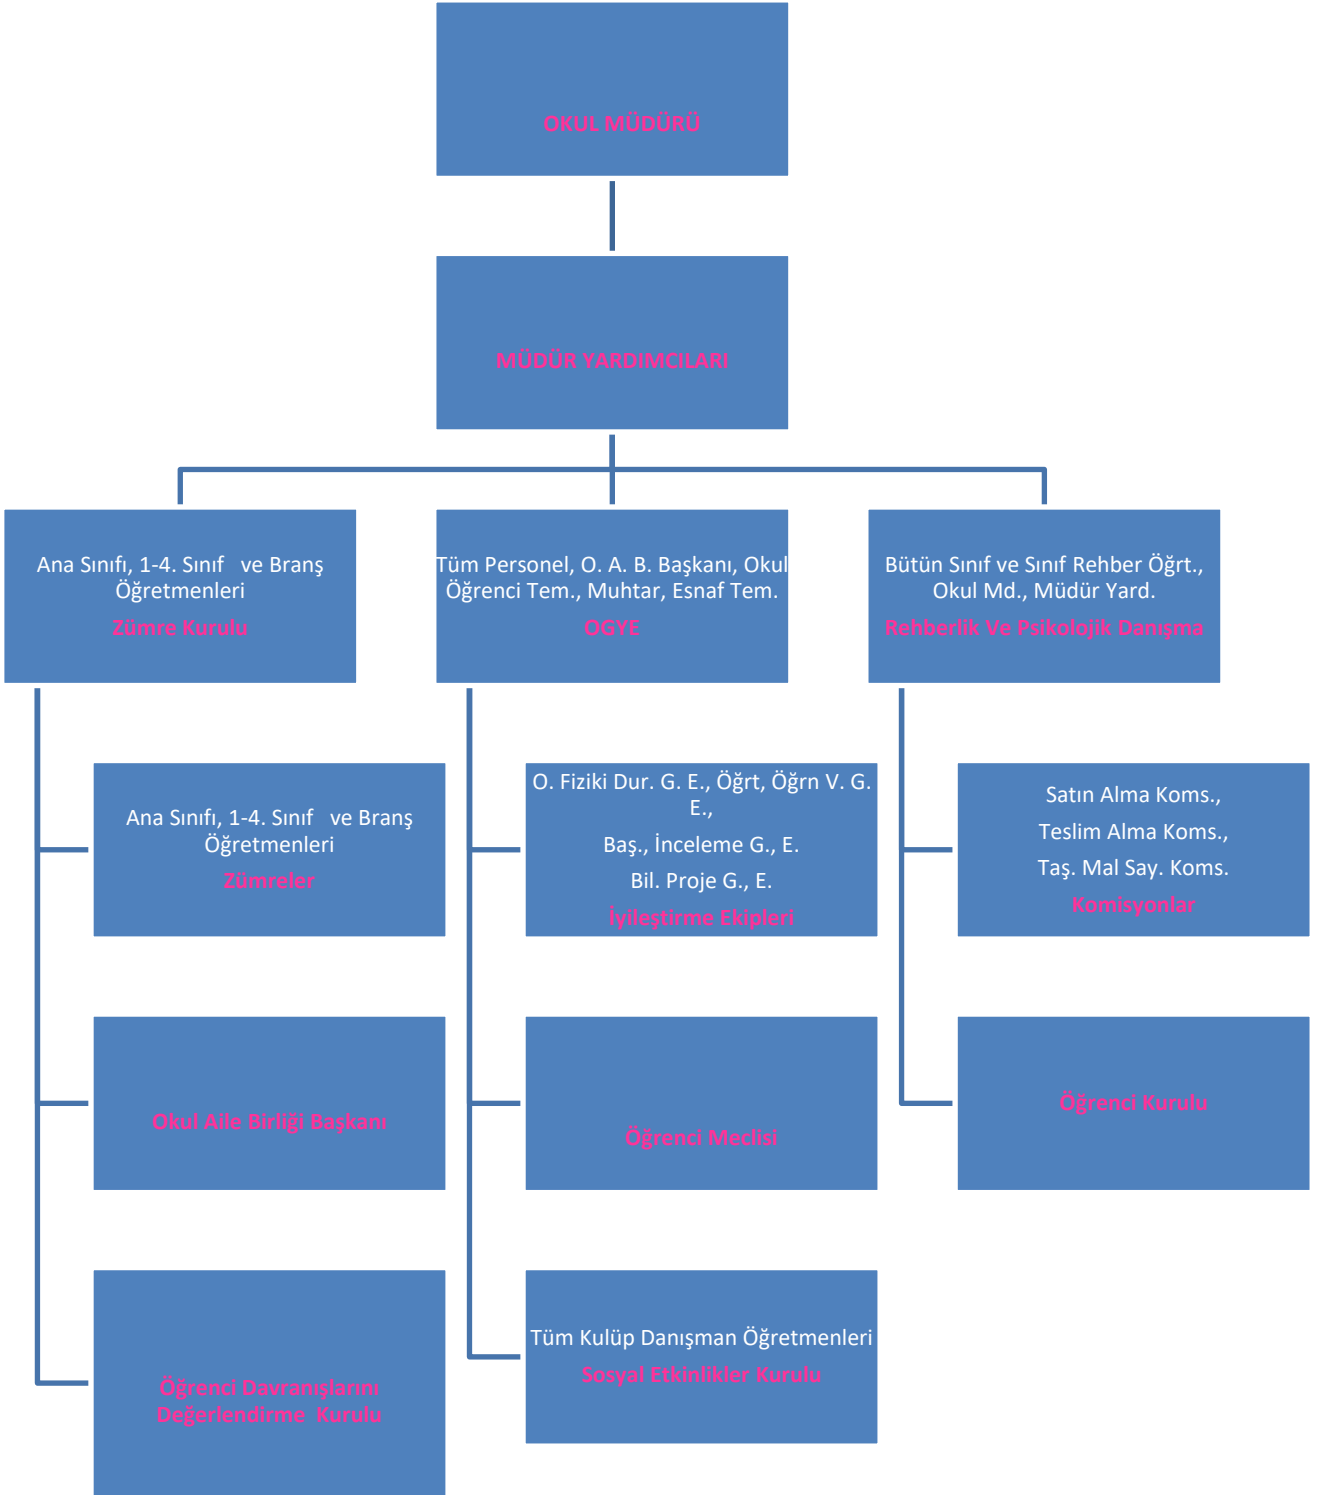 OKUL MÜDÜRÜ
MÜDÜR YARDIMCILARI
Ana Sınıfı, 1-4. Sınıf   ve Branş
Öğretmenleri
Zümre Kurulu
Tüm Personel, O. A. B. Başkanı, Okul
Öğrenci Tem., Muhtar, Esnaf Tem.
OGYE
Bütün Sınıf ve Sınıf Rehber Öğrt.,
Okul Md., Müdür Yard.
Rehberlik Ve Psikolojik Danışma
Ana Sınıfı, 1-4. Sınıf   ve Branş
Öğretmenleri
Zümreler
O. Fiziki Dur. G. E., Öğrt, Öğrn V. G.
E.,
Baş., İnceleme G., E.
Bil. Proje G., E.
İyileştirme Ekipleri
Satın Alma Koms.,
Teslim Alma Koms.,
Taş. Mal Say. Koms.
Komisyonlar
Okul Aile Birliği Başkanı
Öğrenci Meclisi
Öğrenci Kurulu
Öğrenci Davranışlarını
Değerlendirme  Kurulu
Tüm Kulüp Danışman Öğretmenleri
Sosyal Etkinlikler Kurulu